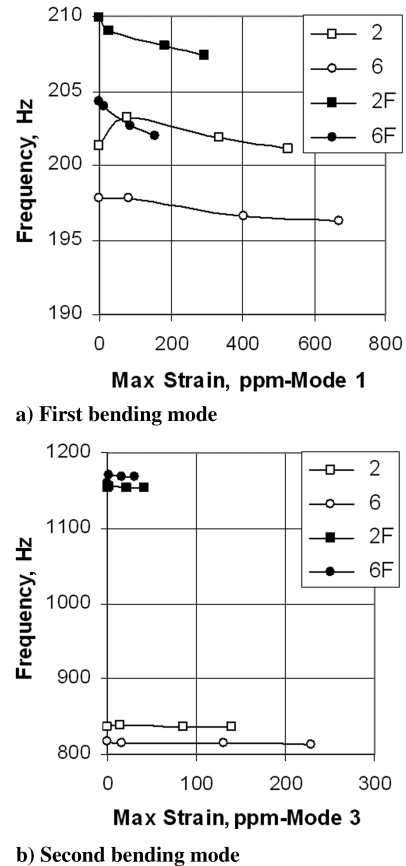 210
205
200
195
190
Frequency, Hz
0 200 400 600 800
Max Strain, ppm-Mode 1
2
6
2F
6F
a) First bending mode
1200
1100
1000
900
800
Frequency, Hz
0 100 200 300
Max Strain, ppm-Mode 3
2
6
2F
6F
b) Second bending mode